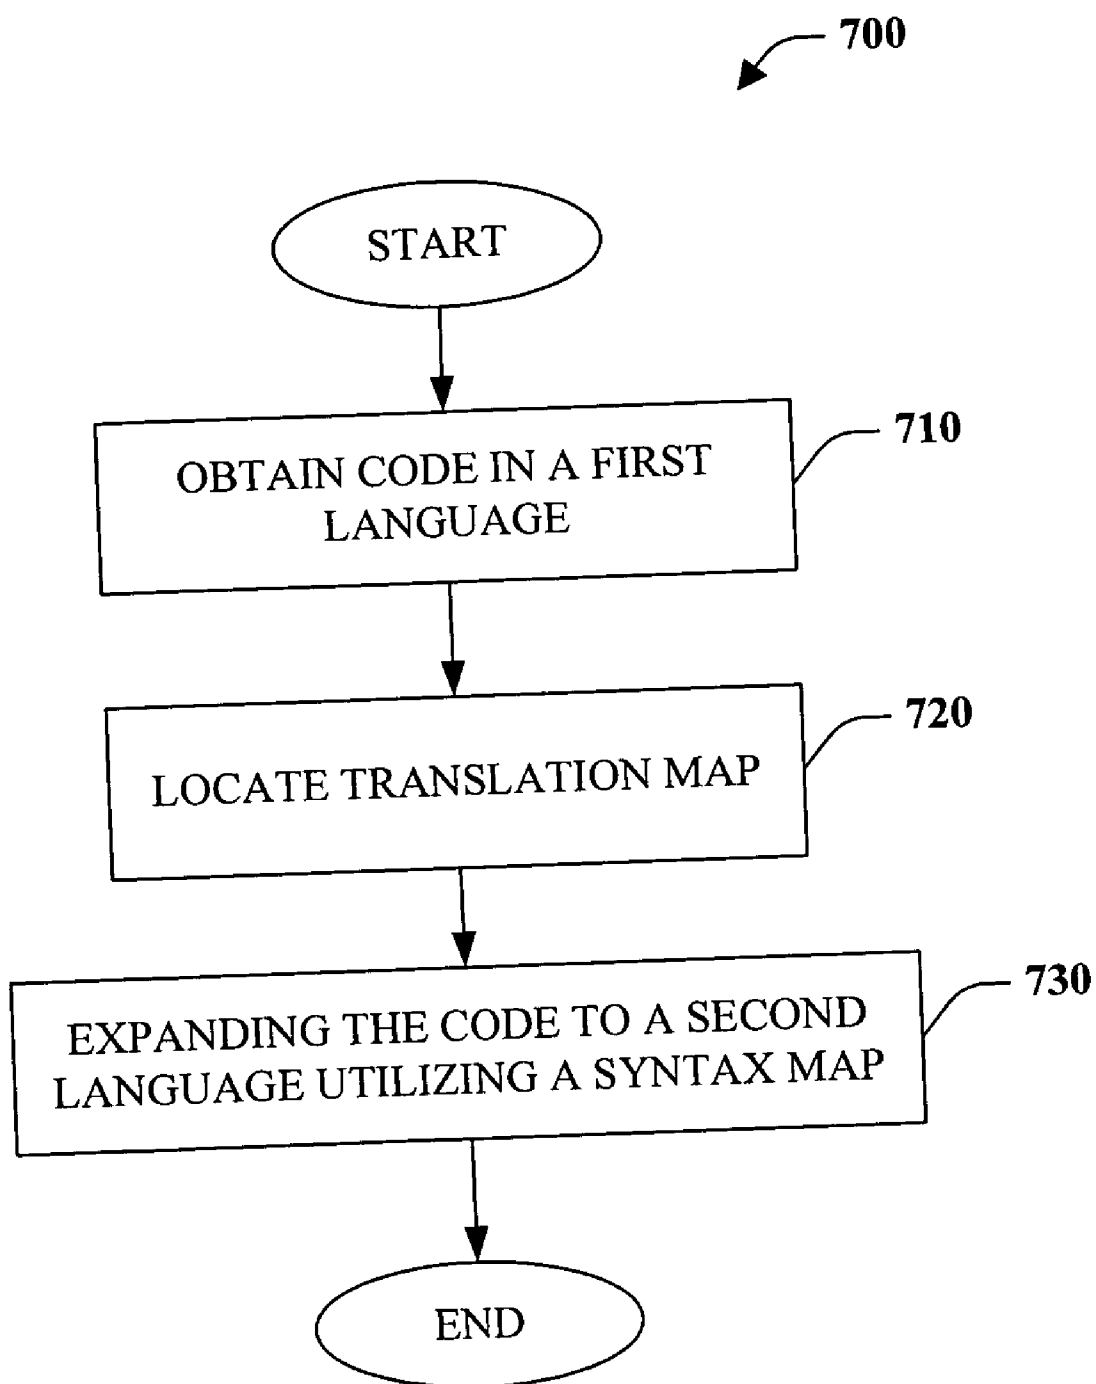 700
START
OBTAIN CODE IN A FIRST
LANGUAGE
710
LOCATE TRANSLATION MAP
720
EXPANDING THE CODE TO A SECOND
LANGUAGE UTILIZING A SYNTAX MAP
730
END